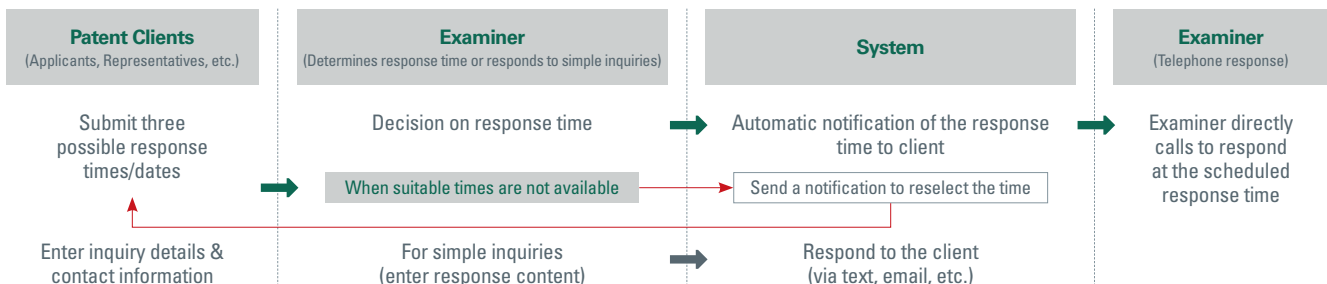 Patent Clients
(Applicants, Representatives, etc.)
Examiner
(Determines response time or responds to simple inquiries)
System
Examiner
(Telephone response)
Submit three
possible response
times/dates
Decision on response time
Automatic notification of the response
time to client
Examiner directly
calls to respond
at the scheduled
response time
When suitable times are not available
Send a notification to reselect the time
Enter inquiry details &
contact information
For simple inquiries
(enter response content)
Respond to the client
(via text, email, etc.)